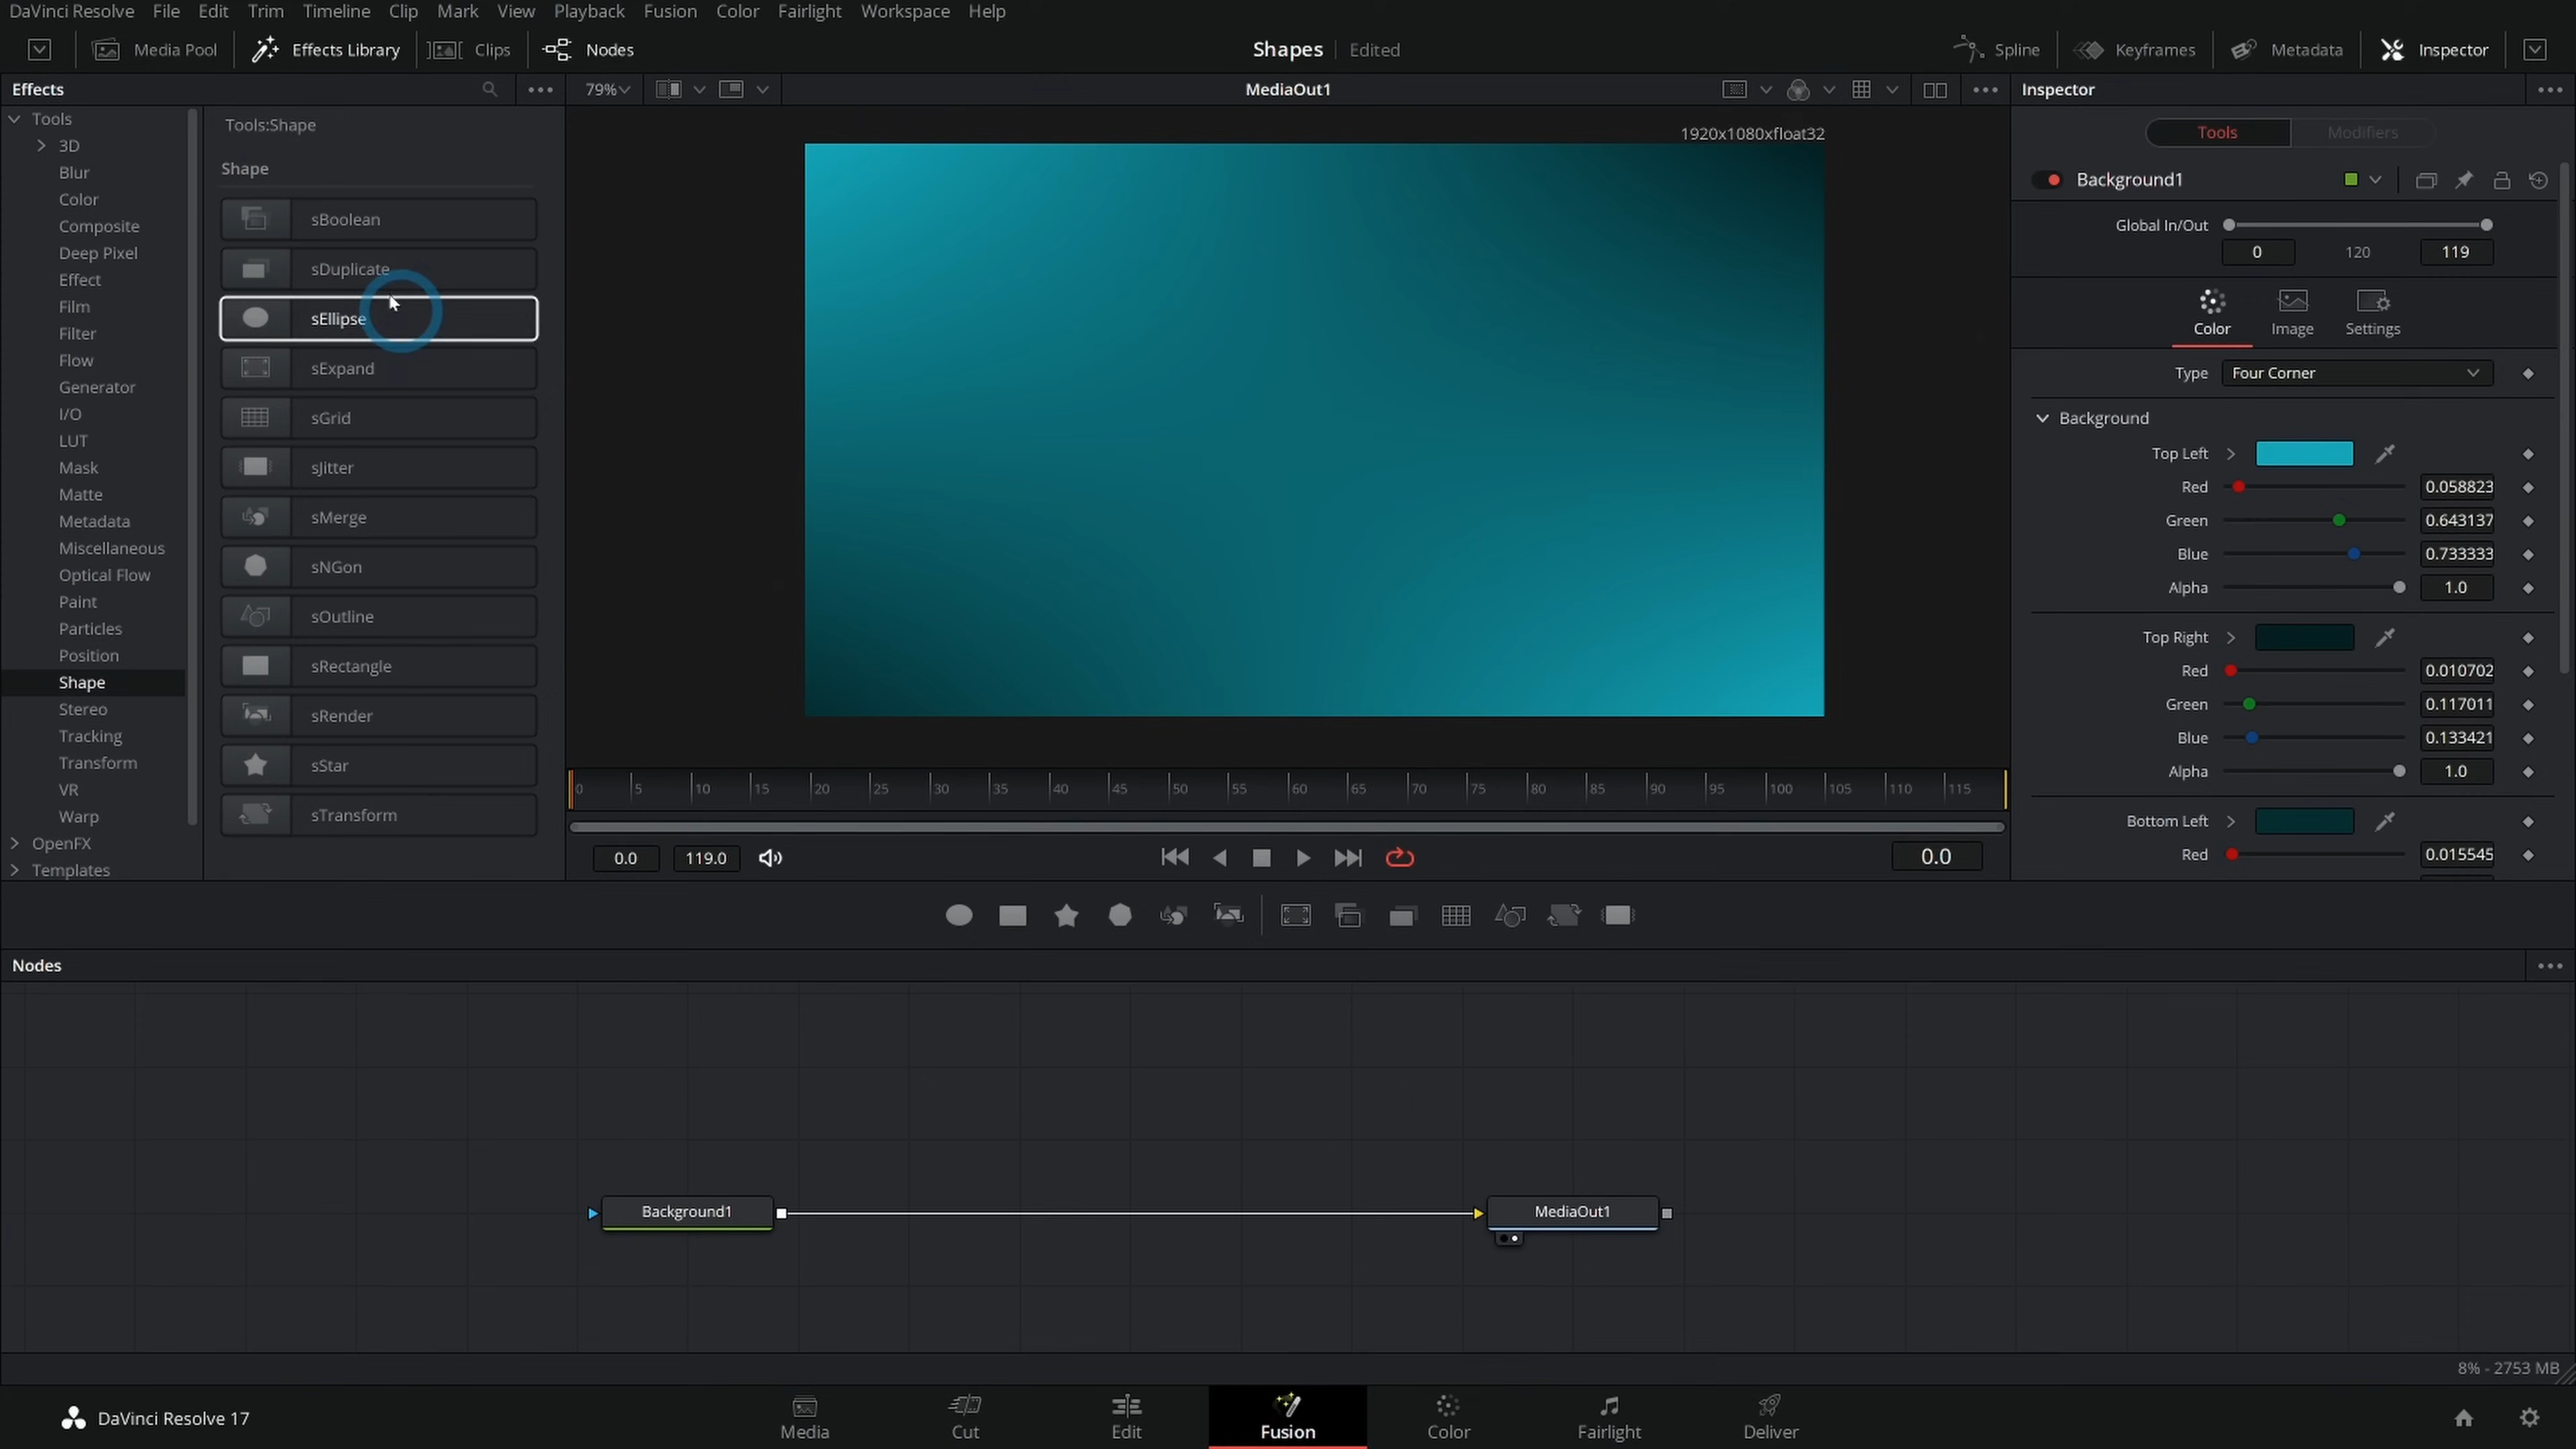 DaVinci Resolve File Edit Trim Timeline Clip Mark View Playback Fusion Color Fairlight Workspace Help
Media Pool Effects Library Clips Nodes Shapes Edited Spline Keyframes Metadata Inspector
Effects 79% MediaOut1 Inspector
Tools
3D
Blur
Color
Composite
Deep Pixel
Effect
Film
Filter
Flow
Generator
I/O
LUT
Mask
Matte
Metadata
Miscellaneous
Optical Flow
Paint
Particles
Position
Shape
Stereo
Tracking
Transform
VR
Warp
OpenFX
Templates
Tools:Shape
Shape
sBoolean
sDuplicate
sEllipse
sExpand
sGrid
sJitter
sMerge
sNGon
sOutline
sRectangle
sRender
sStar
sTransform
1920x1080xfloat32
0 5 10 15 20 25 30 35 40 45 50 55 60 65 70 75 80 85 90 95 100 105 110 115
0.0 119.0 0.0
Tools Modifiers
Background1
Global In/Out
0 120 119
Color Image Settings
Type Four Corner
Background
Top Left
Red 0.058823
Green 0.643137
Blue 0.733333
Alpha 1.0
Top Right
Red 0.010702
Green 0.117011
Blue 0.133421
Alpha 1.0
Bottom Left
Red 0.015545
Nodes
Background1 MediaOut1
8% - 2753 MB
DaVinci Resolve 17 Media Cut Edit Fusion Color Fairlight Deliver